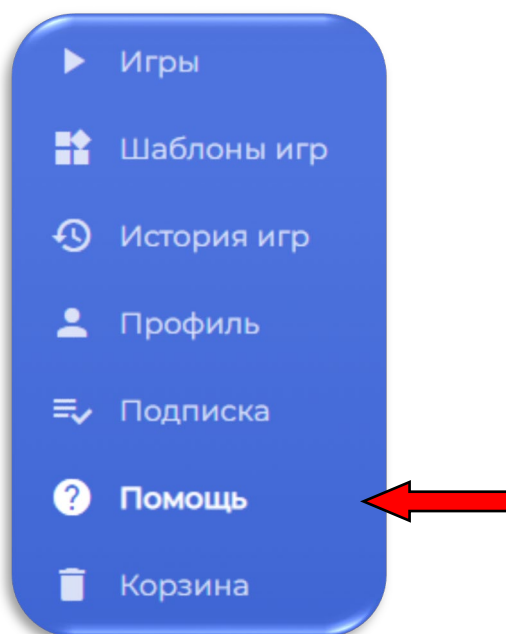 Игры
Шаблоны игр
История игр
Профиль
Подписка
Помощь
Корзина